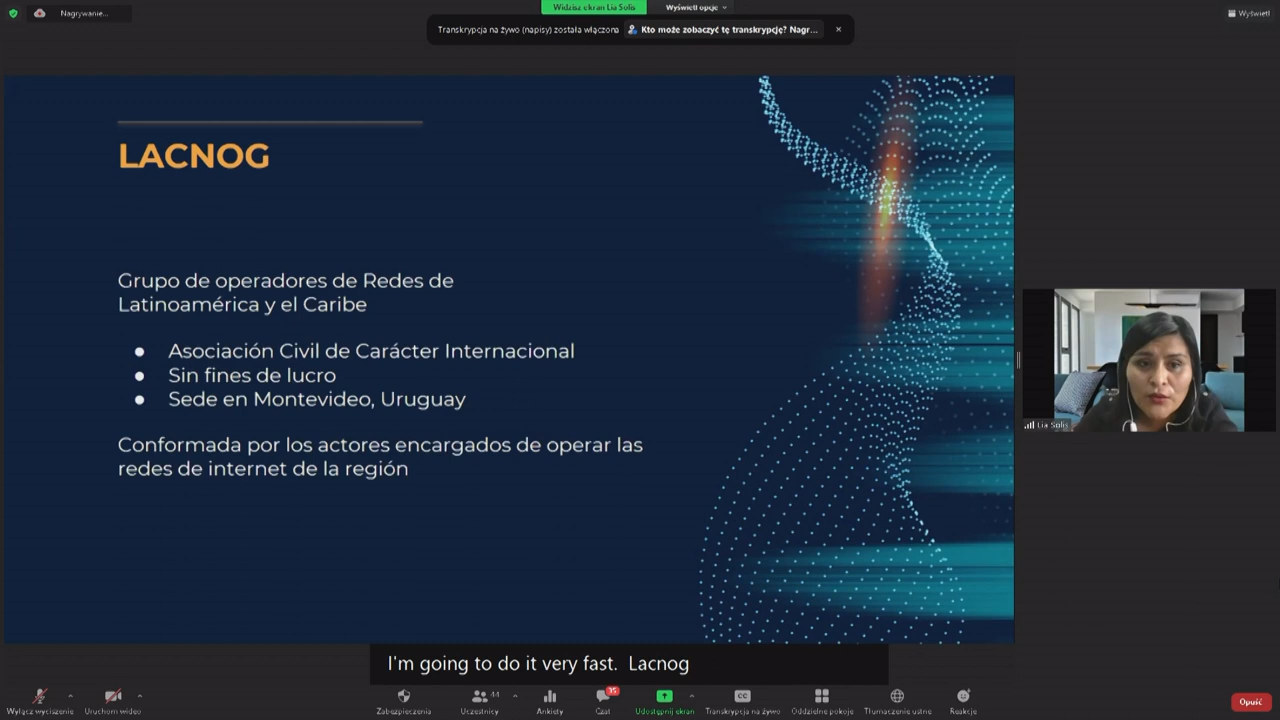 Nagrywanie...
Widzisz ekran Lia Solis
Wyświetl opcje
Wyświetl
Transkrypcja na żywo (napisy) została włączona
Kto może zobaczyć tę transkrypcję? Nagr...
LACNOG
Grupo de operadores de Redes de
Latinoamérica y el Caribe
● Asociación Civil de Carácter Internacional
● Sin fines de lucro
● Sede en Montevideo, Uruguay
Conformada por los actores encargados de operar las
redes de internet de la región
Lia Solis
I'm going to do it very fast. Lacnog
Wyłącz wyciszenie
Uruchom wideo
Zabezpieczenia
44
Uczestnicy
Ankiety
35
Czat
Udostępnij ekran
CC
Transkrypcja na żywo
Oddzielne pokoje
Tłumaczenie ustne
Reakcje
Opuść